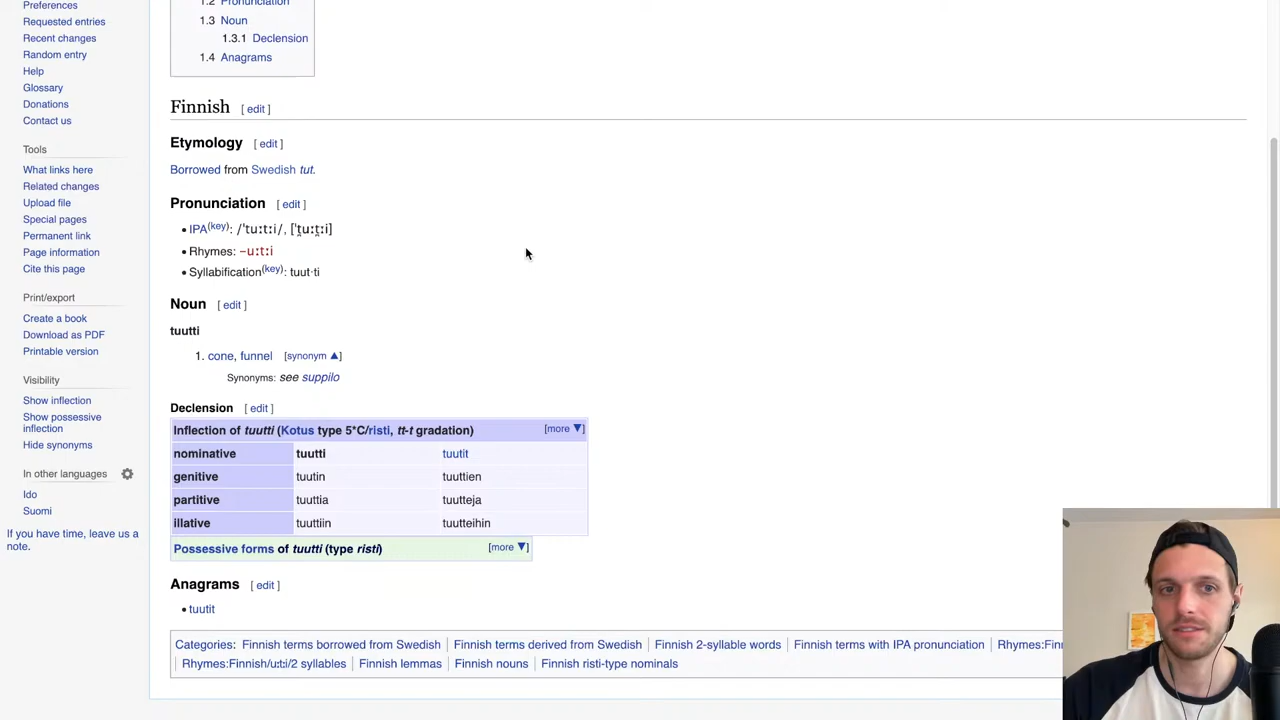 Preferences
Requested entries
Recent changes
Random entry
Help
Glossary
Donations
Contact us
Tools
What links here
Related changes
Upload file
Special pages
Permanent link
Page information
Cite this page
Print/export
Create a book
Download as PDF
Printable version
Visibility
Show inflection
Show possessive
inflection
Hide synonyms
In other languages
Ido
Suomi
If you have time, leave us a
note.
1.2 Pronunciation
1.3 Noun
1.3.1 Declension
1.4 Anagrams
Finnish [ edit ]
Etymology [ edit ]
Borrowed from Swedish tut.
Pronunciation [ edit ]
• IPA(key): /ˈtuːtːi/, [ˈt̪uːt̪ːi]
• Rhymes: -uːtːi
• Syllabification(key): tuut·ti
Noun [ edit ]
tuutti
1. cone, funnel [synonym ▲]
Synonyms: see suppilo
Declension [ edit ]
Inflection of tuutti (Kotus type 5*C/risti, tt-t gradation) [more ▼]
nominative tuutti tuutit
genitive tuutin tuuttien
partitive tuuttia tuutteja
illative tuuttiin tuutteihin
Possessive forms of tuutti (type risti) [more ▼]
Anagrams [ edit ]
• tuutit
Categories: Finnish terms borrowed from Swedish | Finnish terms derived from Swedish | Finnish 2-syllable words | Finnish terms with IPA pronunciation | Rhymes:Fin
| Rhymes:Finnish/uːtːi/2 syllables | Finnish lemmas | Finnish nouns | Finnish risti-type nominals